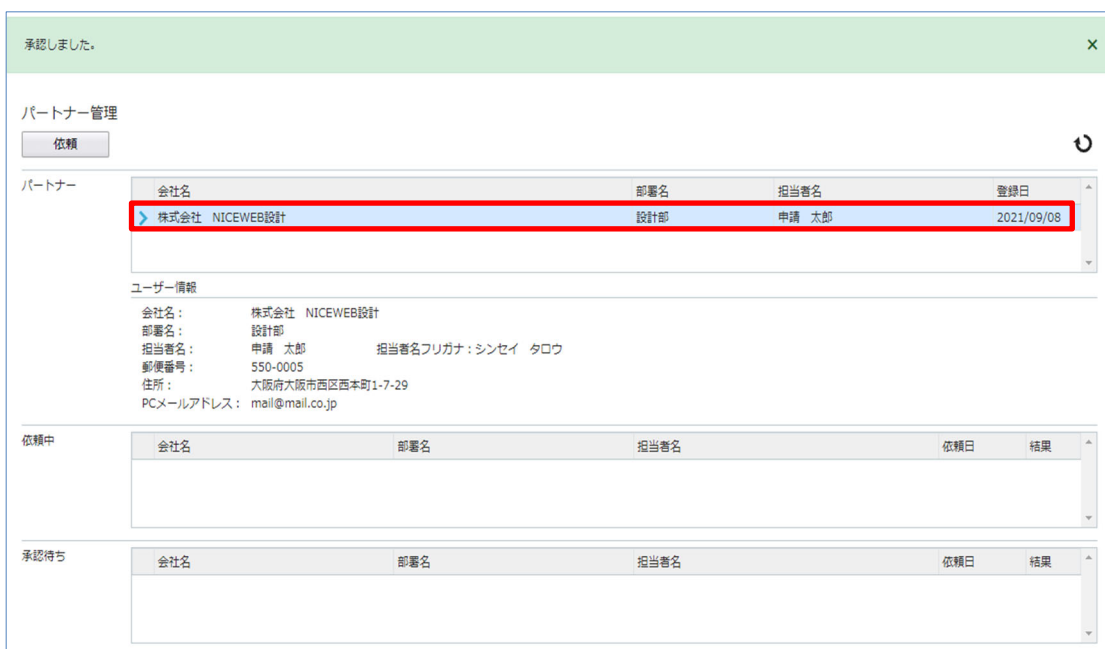 承認しました。 ×
パートナー管理
依頼
パートナー
会社名 部署名 担当者名 登録日
株式会社　NICEWEB設計 設計部 申請　太郎 2021/09/08
ユーザー情報
会社名： 株式会社　NICEWEB設計
部署名： 設計部
担当者名： 申請　太郎 担当者名フリガナ：シンセイ　タロウ
郵便番号： 550-0005
住所： 大阪府大阪市西区西本町1-7-29
PCメールアドレス： mail@mail.co.jp
依頼中
会社名 部署名 担当者名 依頼日 結果
承認待ち
会社名 部署名 担当者名 依頼日 結果